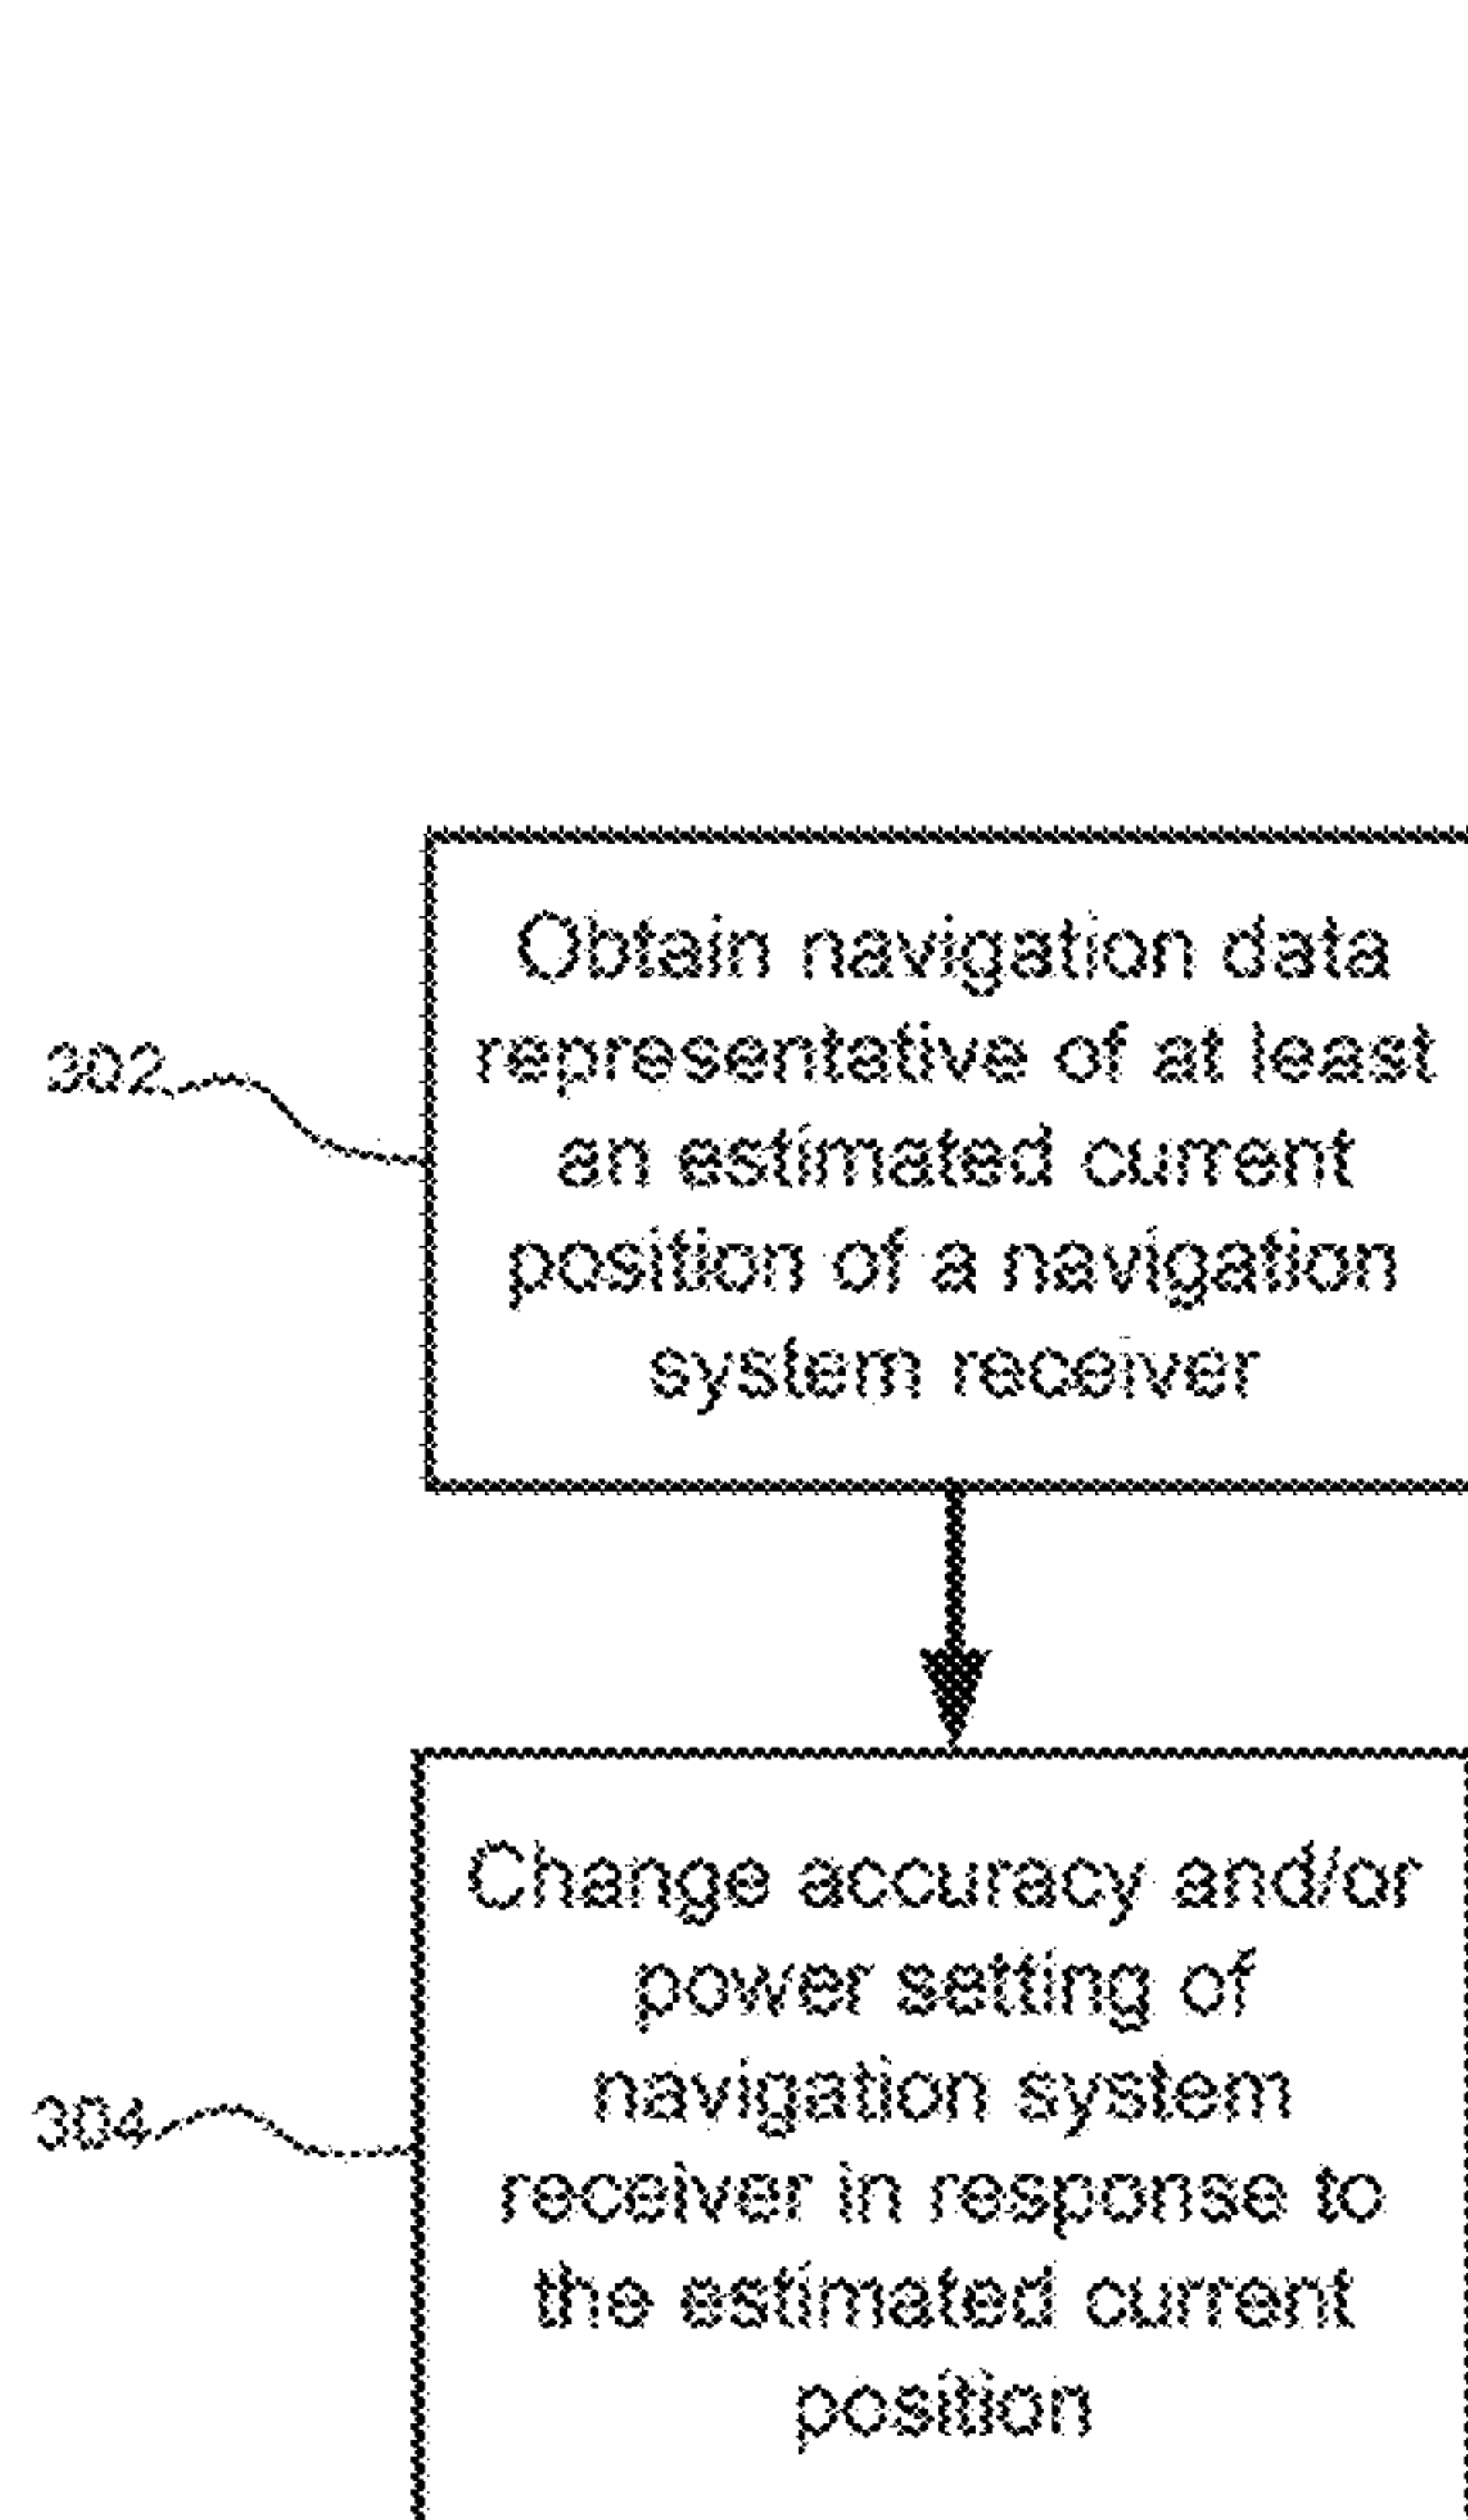 Obtain navigation data
representative of at least
302
an estimated current
position of a navigation
system receiver
Change accuracy and/or
power setting of
navigation system
304
receiver in response to
the estimated current
position